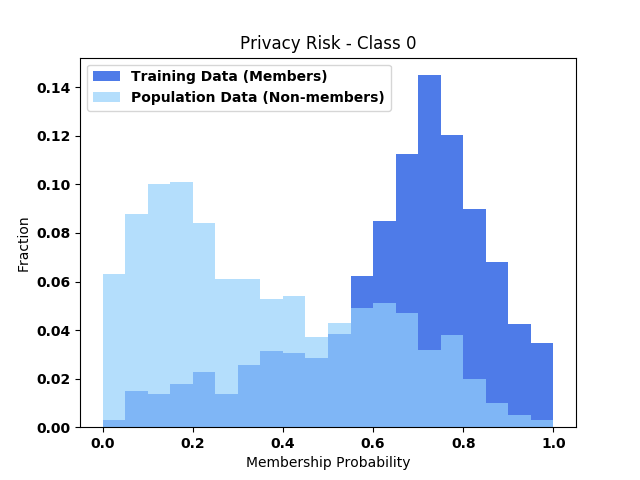 Privacy Risk - Class 0
Training Data (Members)
Population Data (Non-members)
0.14
0.12
0.10
0.08
0.06
0.04
0.02
0.00
Fraction
0.0 0.2 0.4 0.6 0.8 1.0
Membership Probability